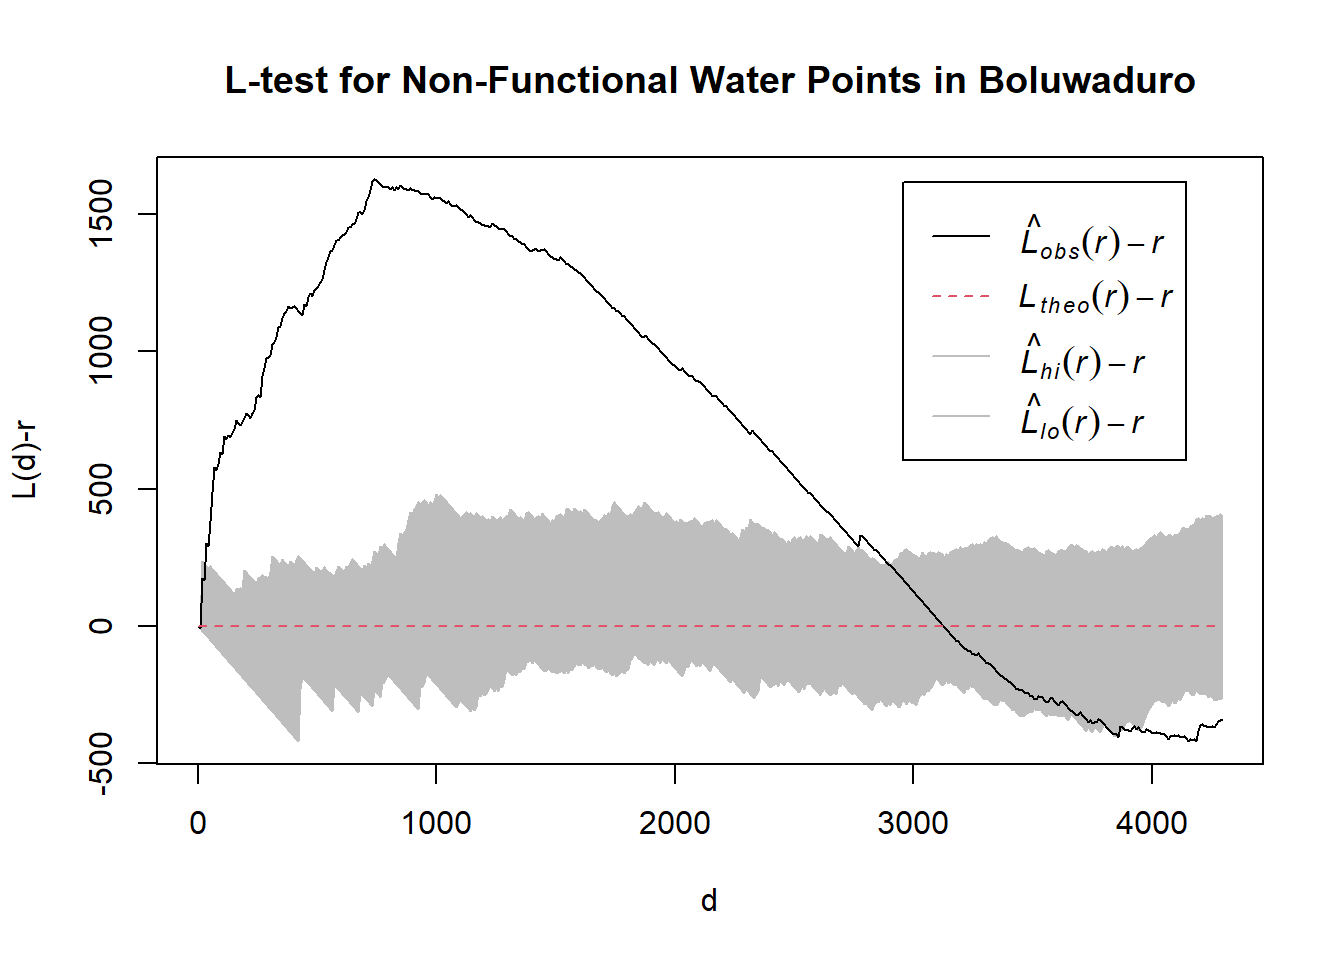 L-test for Non-Functional Water Points in Boluwaduro
L(d)-r
1500
1000
500
0
-500
L̂obs(r) − r
Ltheo(r) − r
L̂hi(r) − r
L̂lo(r) − r
0 1000 2000 3000 4000
d